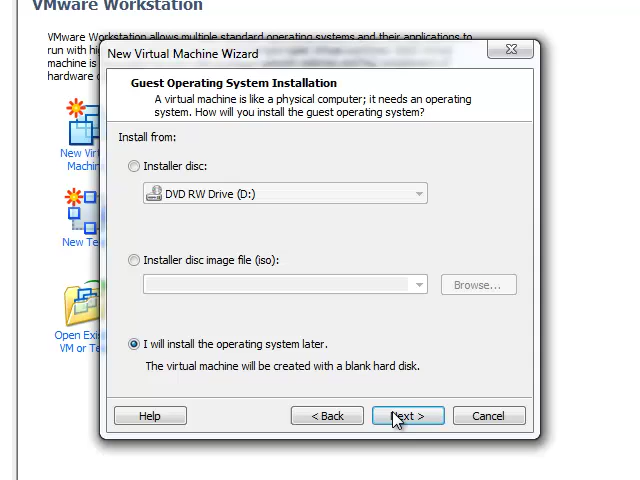 VMware Workstation
VMware Workstation allows multiple standard operating systems and their applications to
run with hi
machine is
hardware c
New Virtual Machine Wizard
Guest Operating System Installation
A virtual machine is like a physical computer; it needs an operating
system. How will you install the guest operating system?
Install from:
Installer disc:
DVD RW Drive (D:)
Installer disc image file (iso):
Browse...
I will install the operating system later.
The virtual machine will be created with a blank hard disk.
Help
< Back
Next >
Cancel
New Virt
Machin
New Te
Open Exis
VM or Te